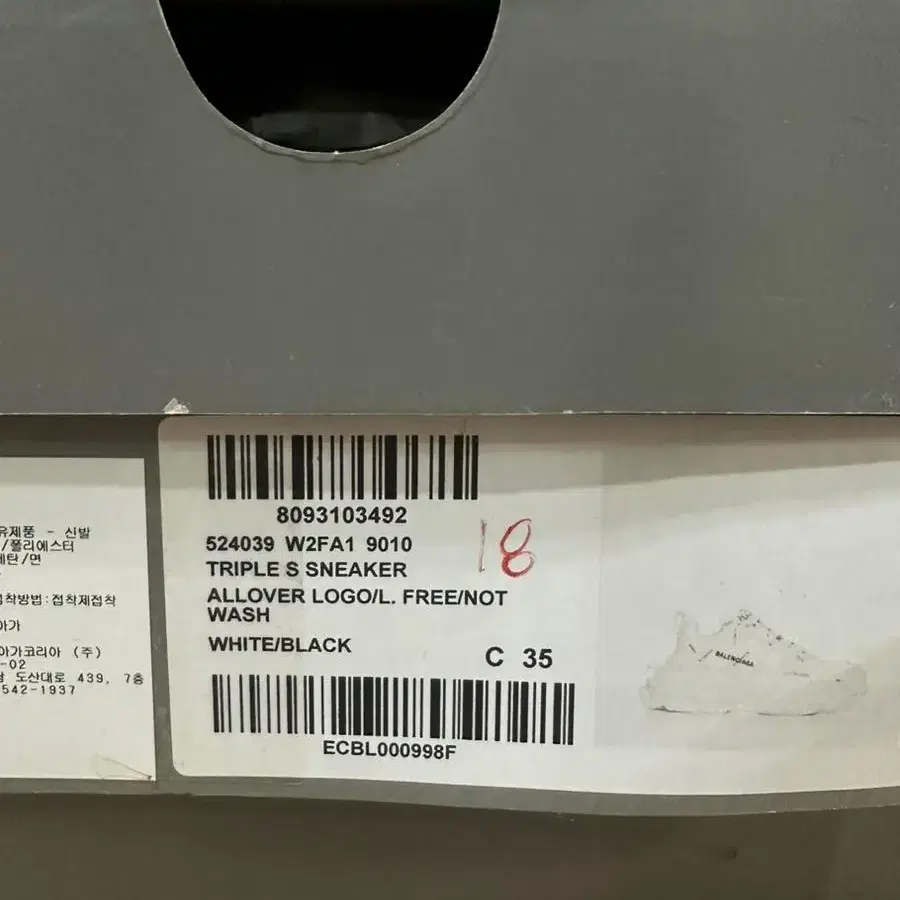 유제품 - 신발
/폴리에스터
/면
착방법:접착제접착
아가
아가코리아 (주)
-02
도산대로 439, 7층
542-1937
8093103492
18
524039 W2FA1 9010
TRIPLE S SNEAKER
ALLOVER LOGO/L. FREE/NOT
WASH
WHITE/BLACK
C 35
ECBL000998F
BALENCIAGA